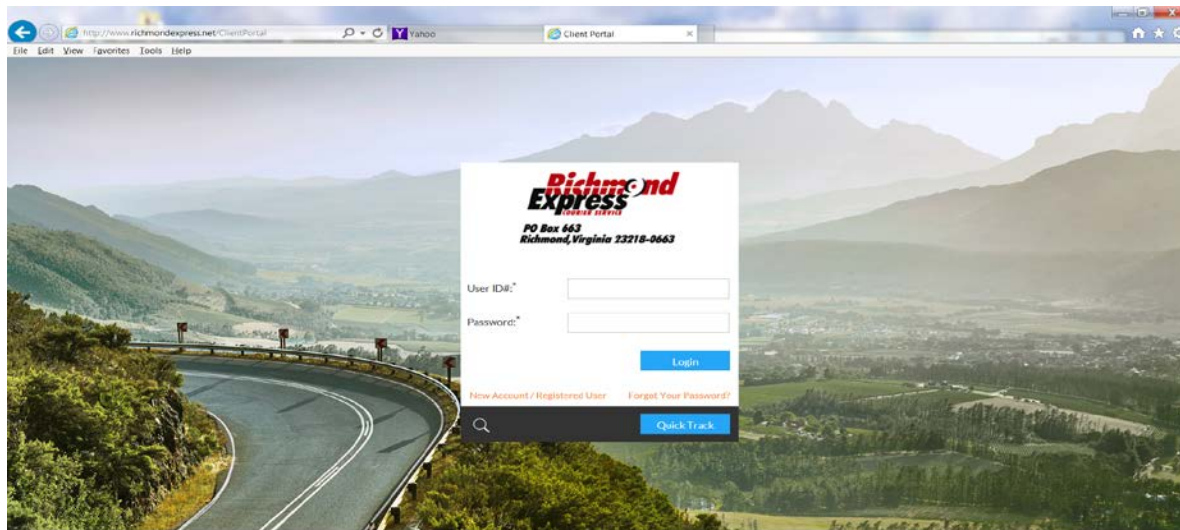 http://www.richmondexpress.net/ClientPortal
Yahoo
Client Portal
File Edit View Favorites Tools Help
Richmond
Express
COURIER SERVICE
PO Box 663
Richmond,Virginia 23218-0663
User ID#:*
Password:*
Login
New Account / Registered User Forgot Your Password?
Quick Track